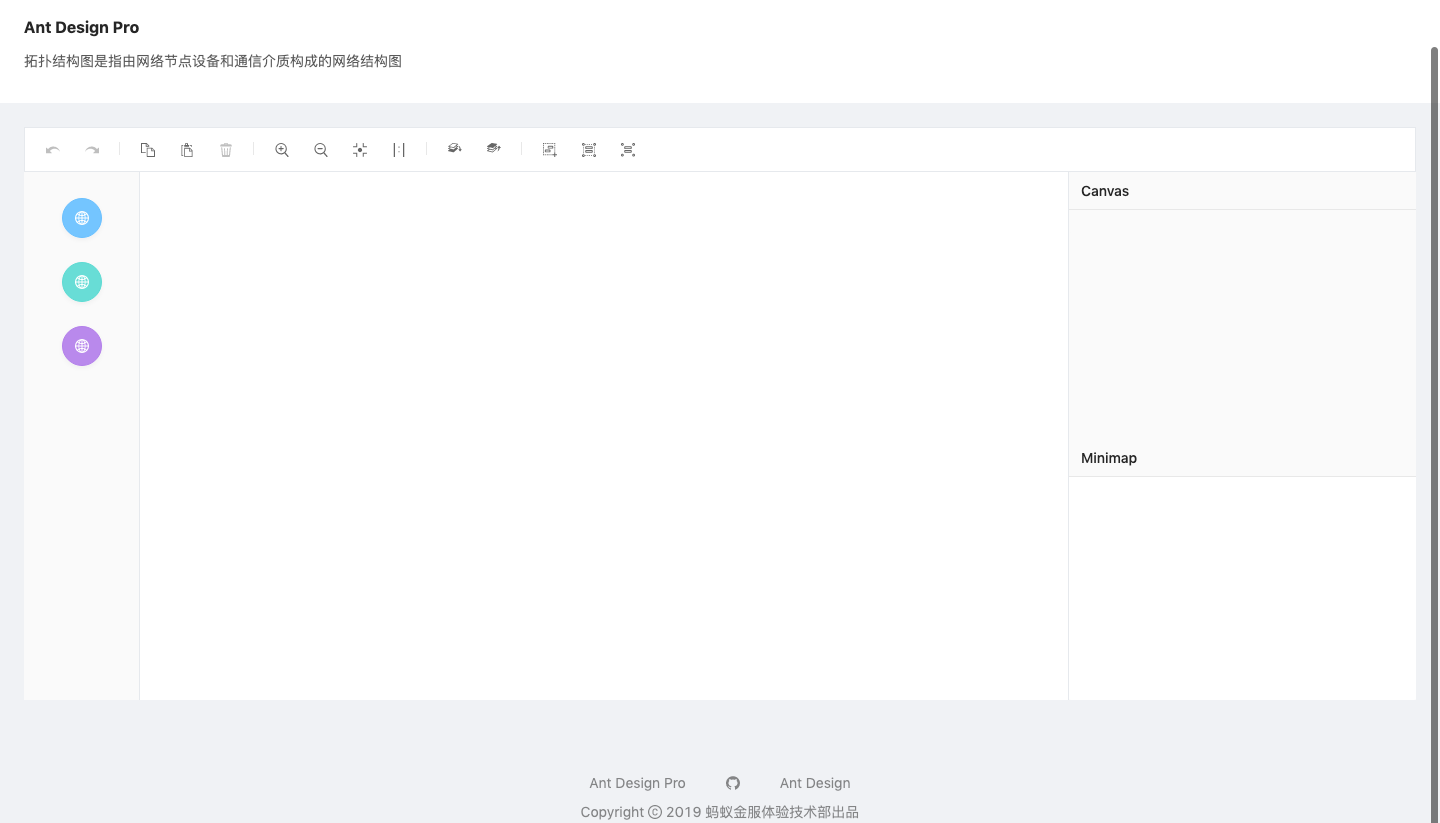 Ant Design Pro
拓扑结构图是指由网络节点设备和通信介质构成的网络结构图
Canvas
Minimap
Ant Design Pro Ant Design
Copyright © 2019 蚂蚁金服体验技术部出品